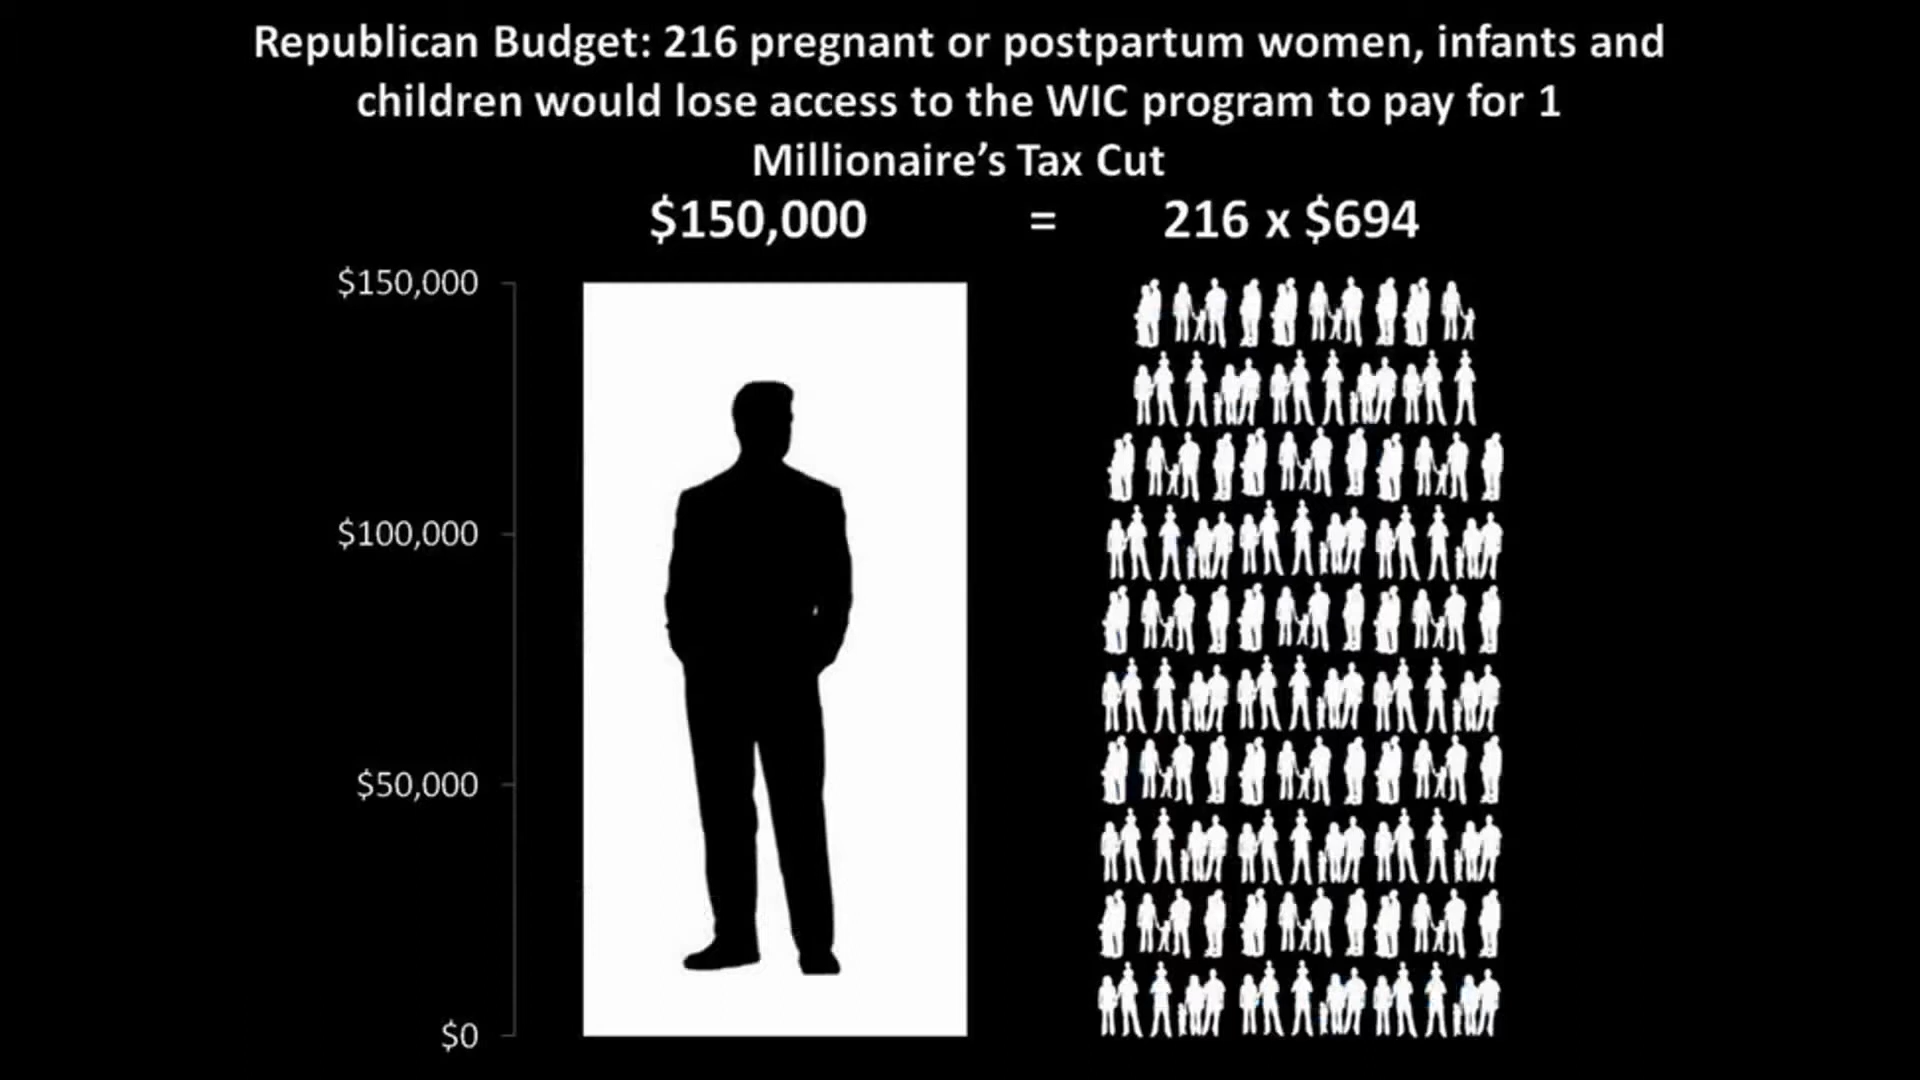 Republican Budget: 216 pregnant or postpartum women, infants and
children would lose access to the WIC program to pay for 1
Millionaire’s Tax Cut
$150,000 = 216 x $694
$150,000
$100,000
$50,000
$0